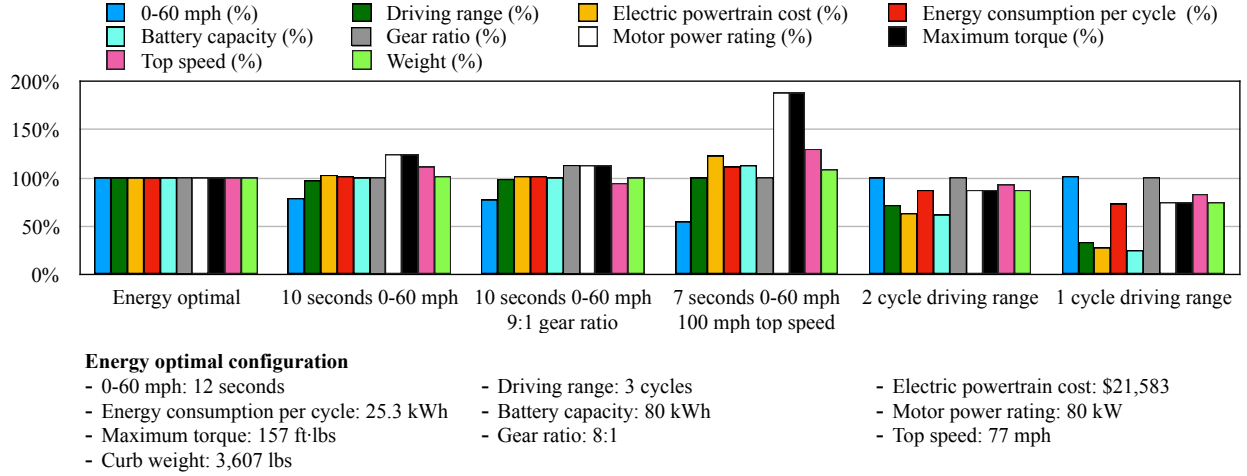 0-60 mph (%) Driving range (%) Electric powertrain cost (%) Energy consumption per cycle (%)
Battery capacity (%) Gear ratio (%) Motor power rating (%) Maximum torque (%)
Top speed (%) Weight (%)
200%
150%
100%
50%
0%
Energy optimal 10 seconds 0-60 mph 10 seconds 0-60 mph 7 seconds 0-60 mph 2 cycle driving range 1 cycle driving range
9:1 gear ratio 100 mph top speed
Energy optimal configuration
- 0-60 mph: 12 seconds - Driving range: 3 cycles - Electric powertrain cost: $21,583
- Energy consumption per cycle: 25.3 kWh - Battery capacity: 80 kWh - Motor power rating: 80 kW
- Maximum torque: 157 ft·lbs - Gear ratio: 8:1 - Top speed: 77 mph
- Curb weight: 3,607 lbs